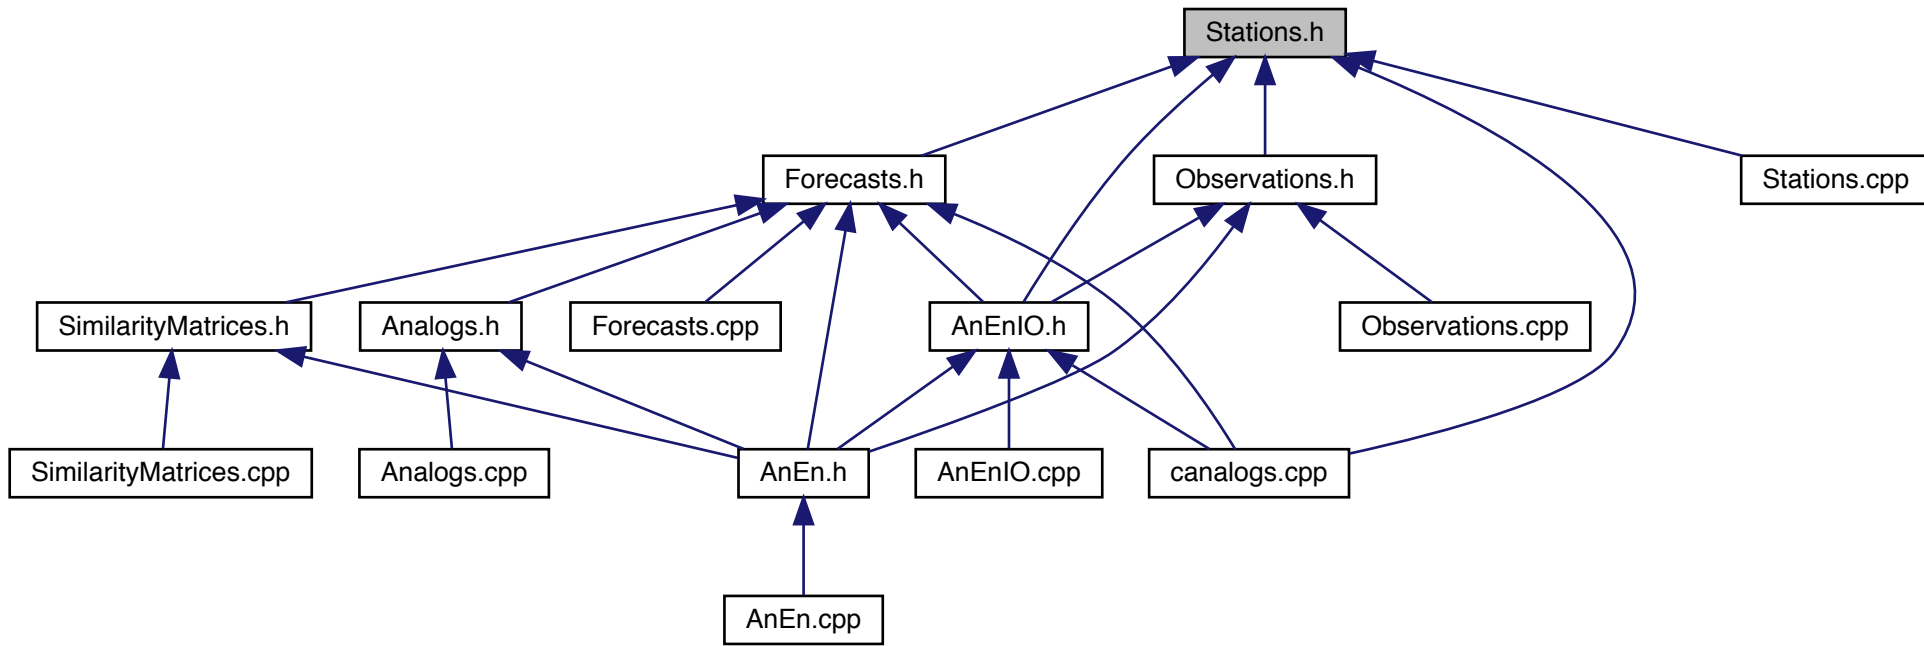 Stations.h
Forecasts.h
Observations.h
Stations.cpp
SimilarityMatrices.h
Analogs.h
Forecasts.cpp
AnEnIO.h
Observations.cpp
SimilarityMatrices.cpp
Analogs.cpp
AnEn.h
AnEnIO.cpp
canalogs.cpp
AnEn.cpp